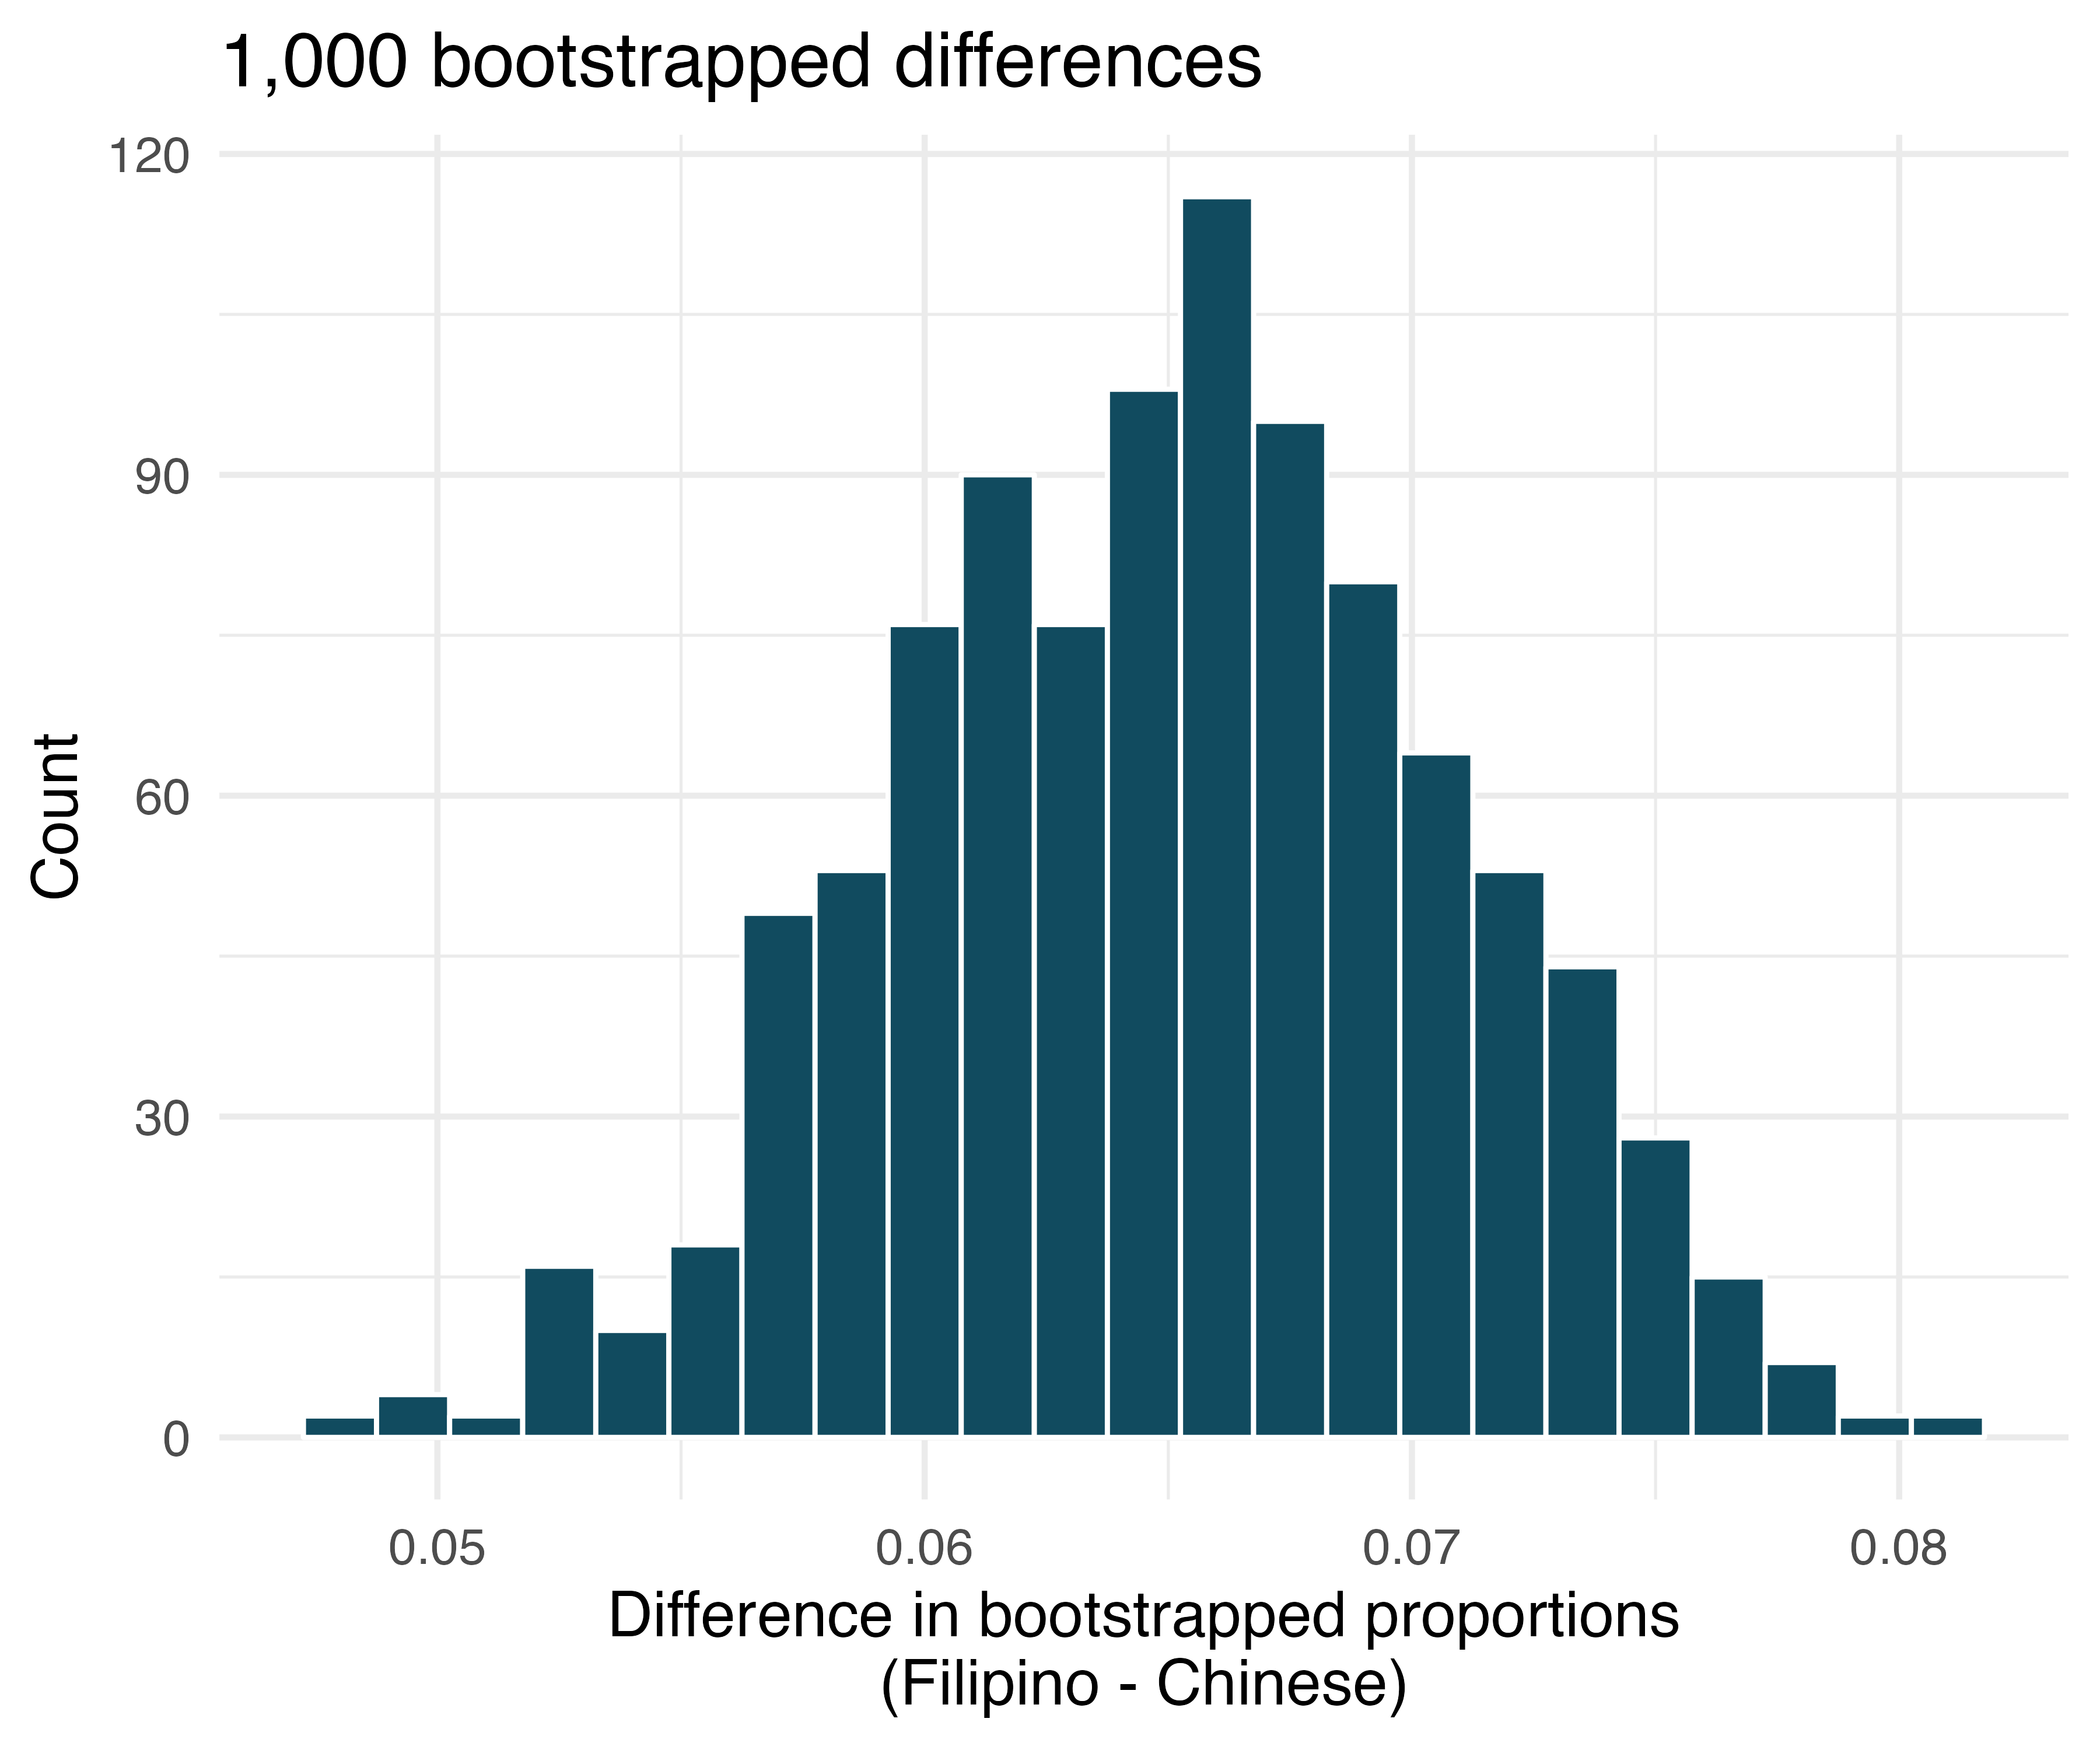 1,000 bootstrapped differences
120
90
60
30
0
Count
0.05 0.06 0.07 0.08
Difference in bootstrapped proportions
(Filipino - Chinese)